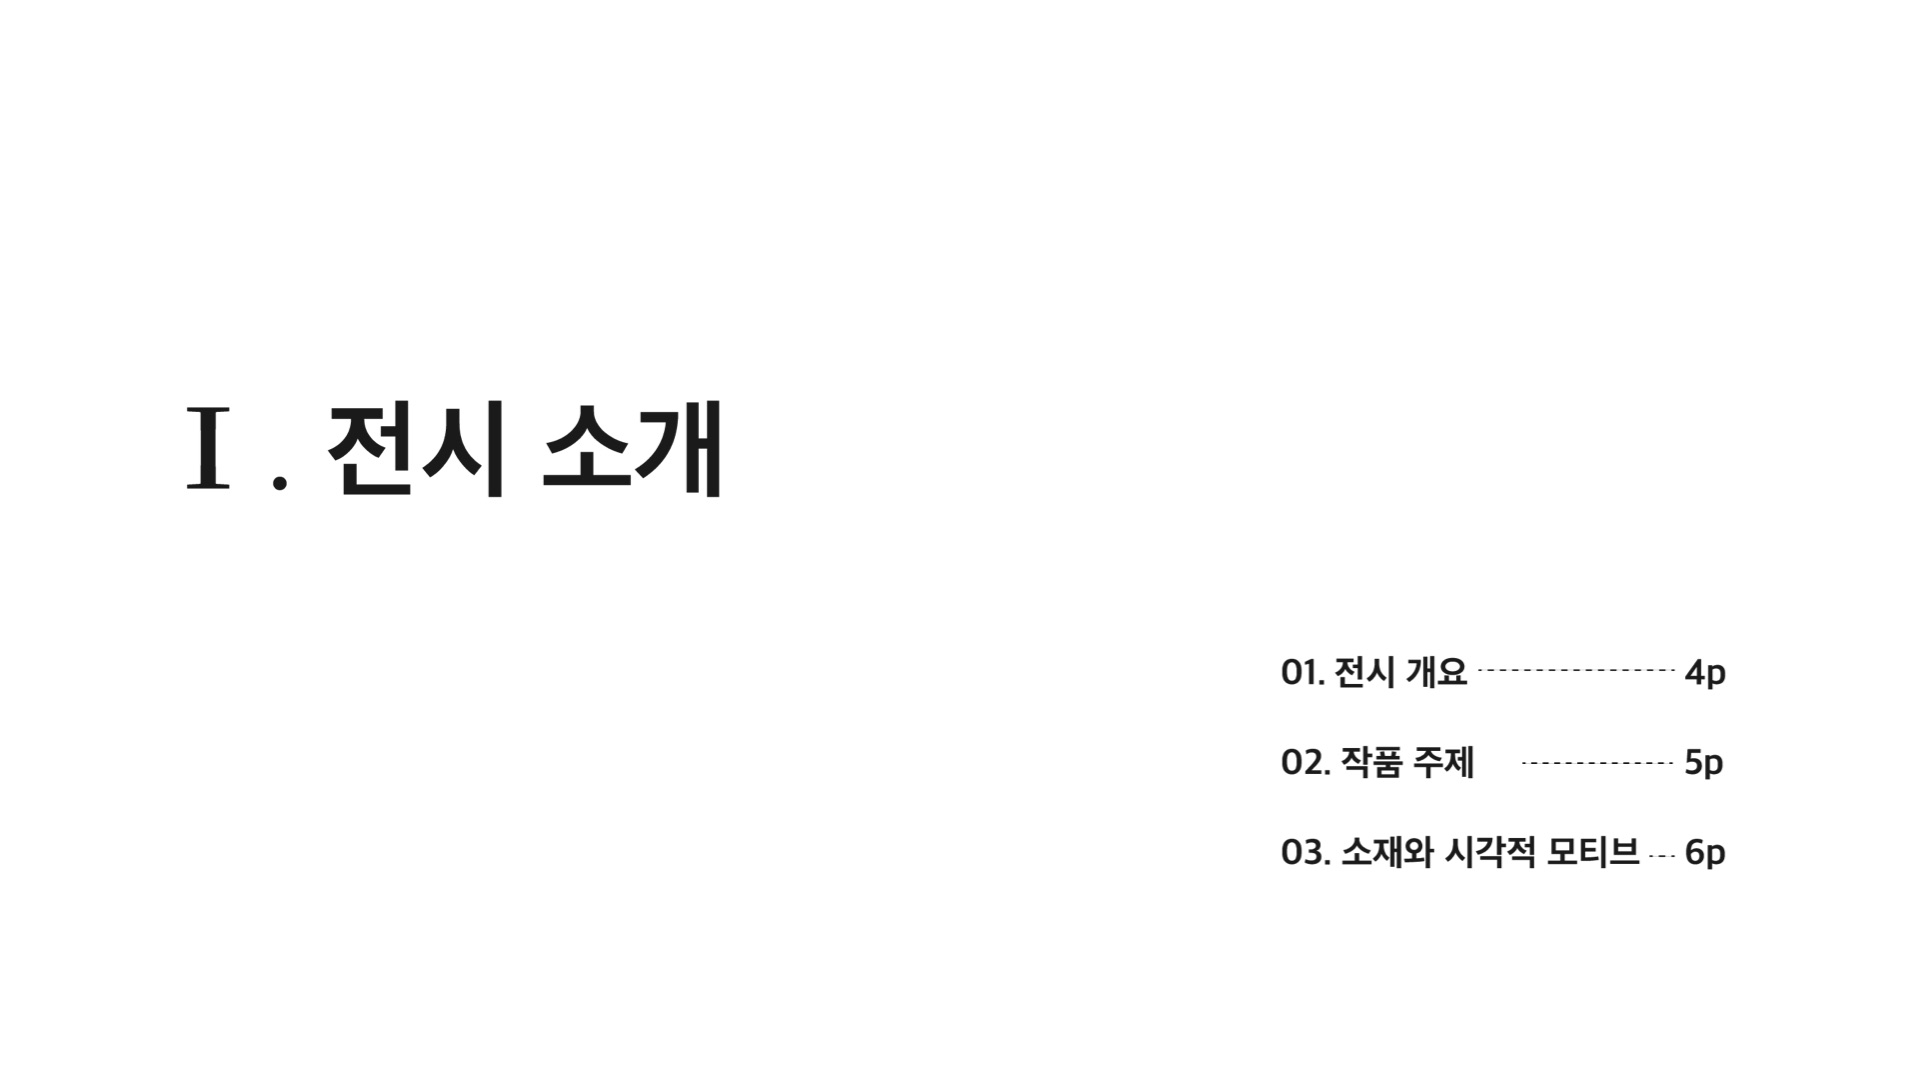 Ⅰ. 전시 소개
01. 전시 개요 ----------------- 4p
02. 작품 주제 ------------- 5p
03. 소재와 시각적 모티브 --- 6p